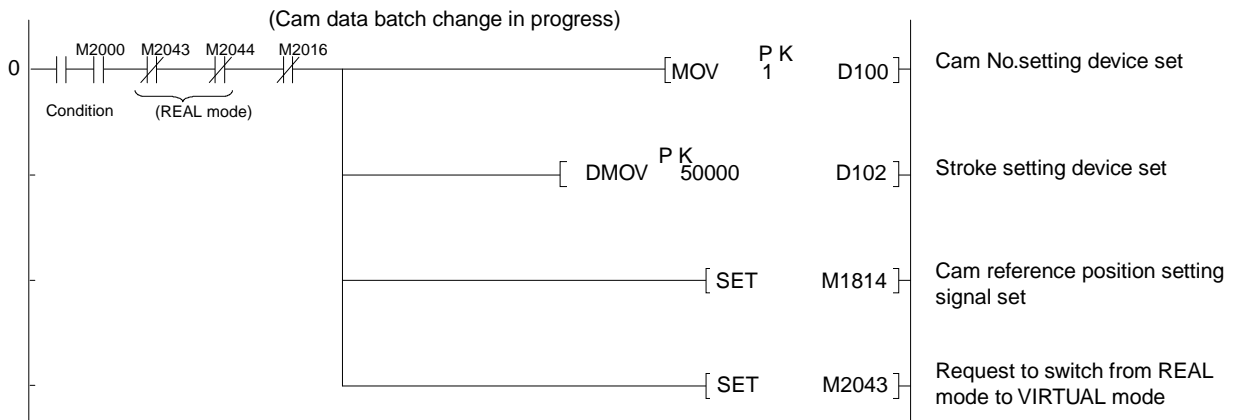 (Cam data batch change in progress)
M2000 M2043 M2044 M2016
0
Condition
(REAL mode)
MOV P K 1 D100
Cam No.setting device set
DMOV P K 50000 D102
Stroke setting device set
SET M1814
Cam reference position setting
signal set
SET M2043
Request to switch from REAL
mode to VIRTUAL mode